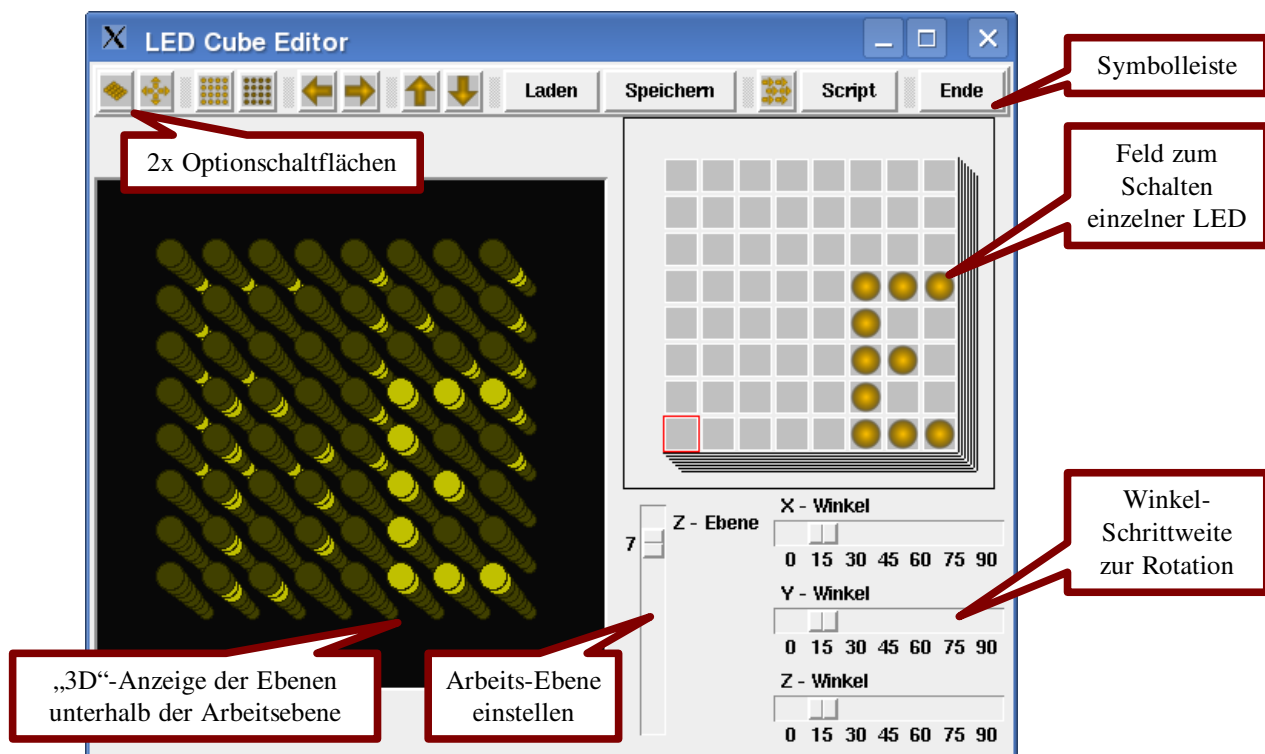 LED Cube Editor
Laden Speichern Script Ende
Symbolleiste
2x Optionschaltflächen
Feld zum
Schalten
einzelner LED
7
Z - Ebene
X - Winkel
0 15 30 45 60 75 90
Y - Winkel
0 15 30 45 60 75 90
Z - Winkel
0 15 30 45 60 75 90
Winkel-
Schrittweite
zur Rotation
„3D“-Anzeige der Ebenen
unterhalb der Arbeitsebene
Arbeits-Ebene
einstellen